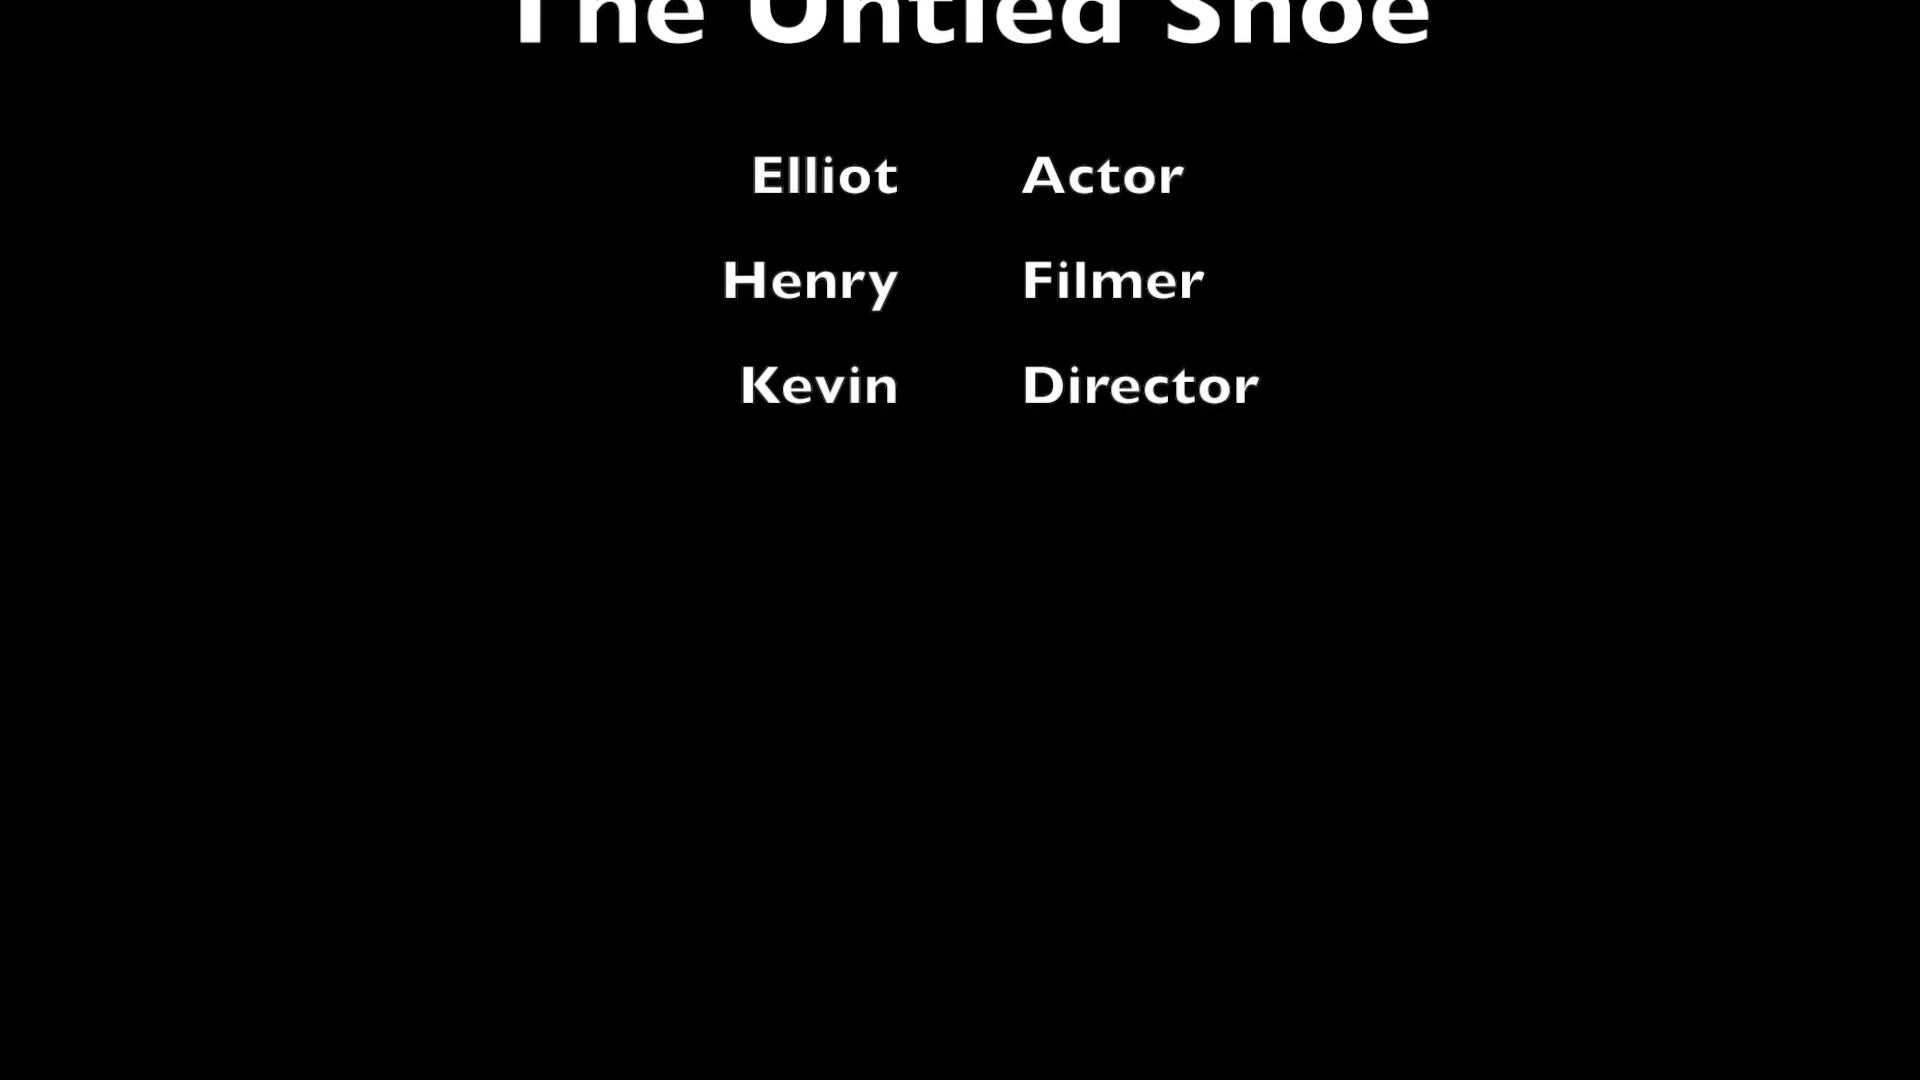 The Untied Shoe
Elliot Actor
Henry Filmer
Kevin Director